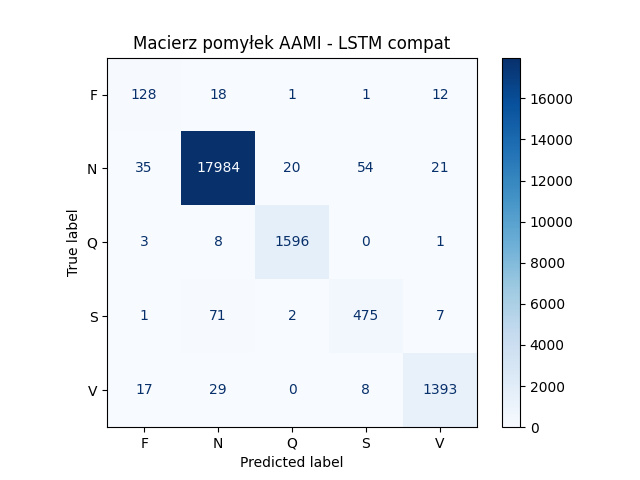 Macierz pomyłek AAMI - LSTM compat
F 128 18 1 1 12
N 35 17984 20 54 21
Q 3 8 1596 0 1
S 1 71 2 475 7
V 17 29 0 8 1393
F N Q S V
Predicted label
True label
16000
14000
12000
10000
8000
6000
4000
2000
0